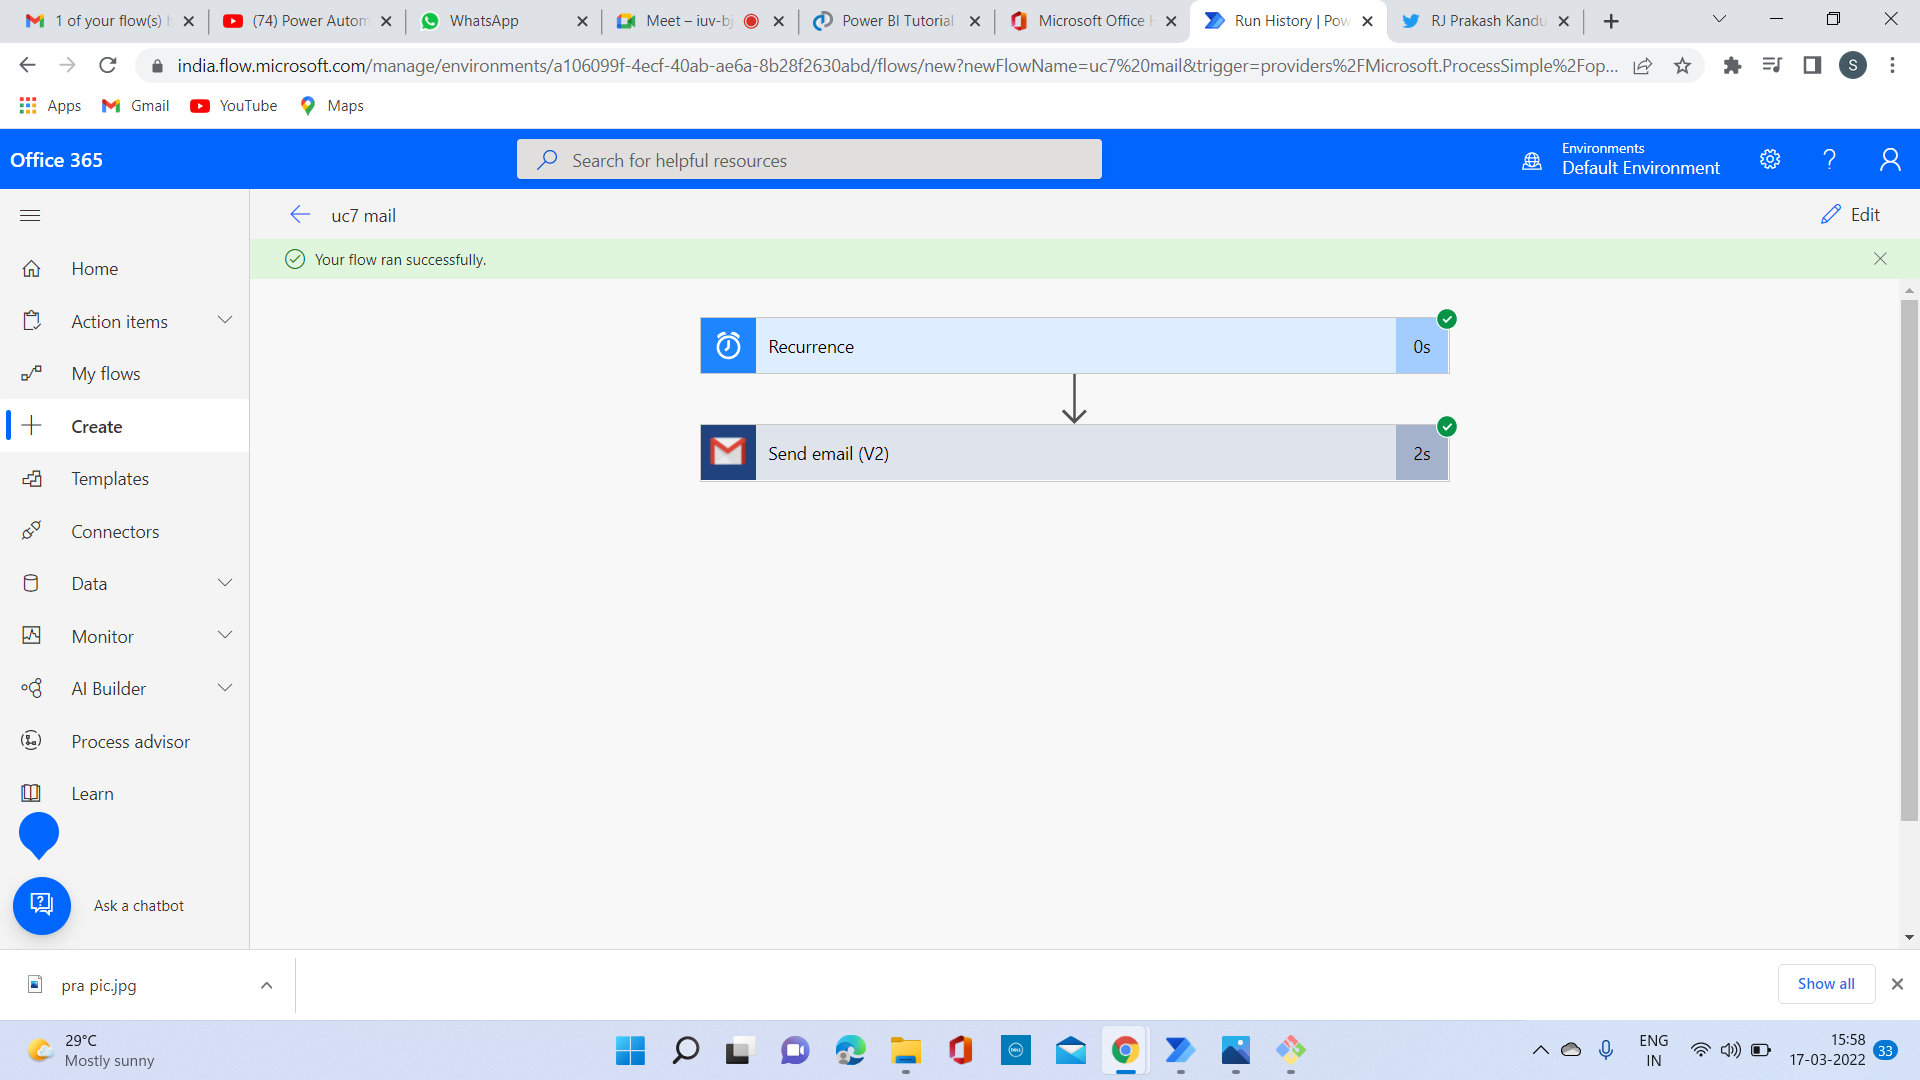 1 of your flow(s) h
(74) Power Autom
WhatsApp
Meet – iuv-bj
Power BI Tutorial
Microsoft Office H
Run History | Pow
RJ Prakash Kandu
india.flow.microsoft.com/manage/environments/a106099f-4ecf-40ab-ae6a-8b28f2630abd/flows/new?newFlowName=uc7%20mail&trigger=providers%2FMicrosoft.ProcessSimple%2Fop...
S
Apps
Gmail
YouTube
Maps
Office 365
Search for helpful resources
Environments
Default Environment
?
uc7 mail
Edit
Your flow ran successfully.
Home
Action items
My flows
Create
Templates
Connectors
Data
Monitor
AI Builder
Process advisor
Learn
Ask a chatbot
Recurrence
0s
Send email (V2)
2s
pra pic.jpg
Show all
29°C
Mostly sunny
DELL
ENG
IN
15:58
17-03-2022
33